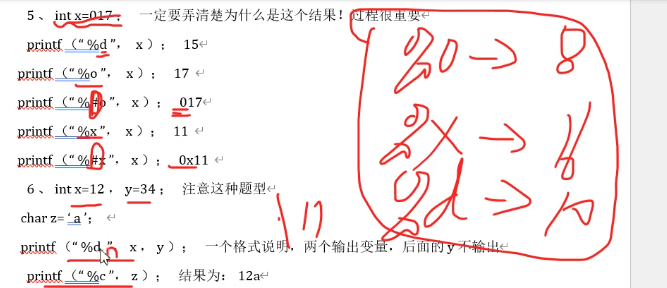 5、int x=017； 一定要弄清楚为什么是这个结果！过程很重要
printf（“%d”， x）； 15
printf（“%o”， x）； 17
printf（“%#o”， x）； 017
printf（“%x”， x）； 11
printf（“%#x”， x）； 0x11
6、int x=12，y=34； 注意这种题型
char z=‘a’；
printf（“%d ”， x，y）； 一个格式说明，两个输出变量，后面的 y 不输出
printf（“%c”， z）； 结果为：12a
%o → 8
%x → 16
%d → 10